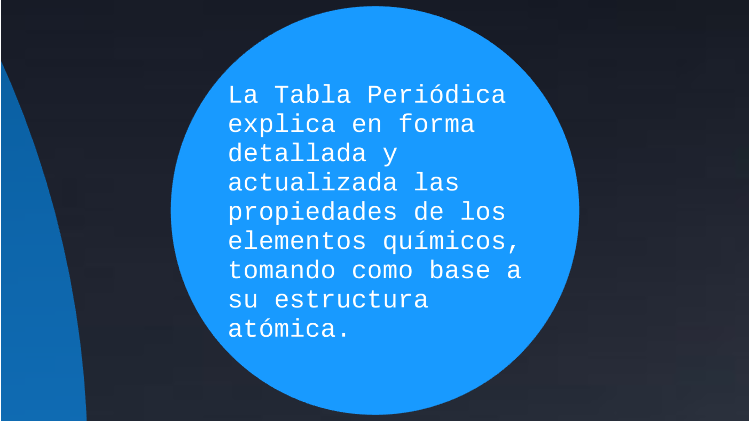 La Tabla Periódica
explica en forma
detallada y
actualizada las
propiedades de los
elementos químicos,
tomando como base a
su estructura
atómica.